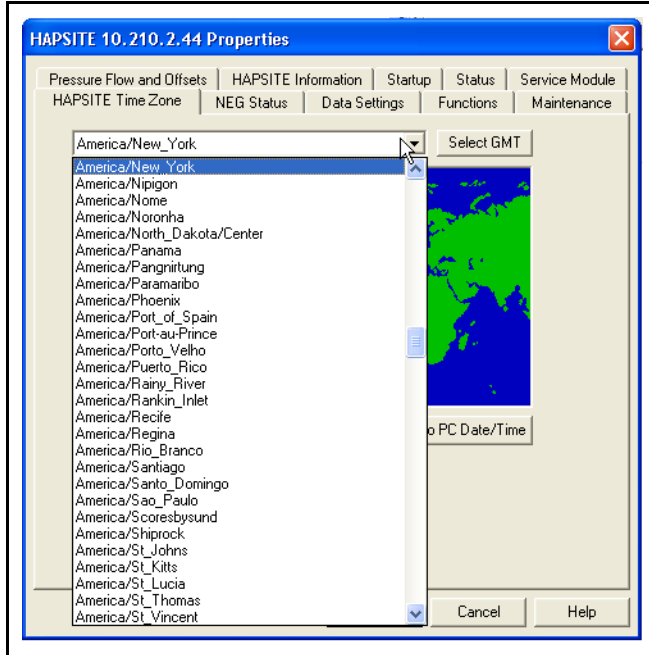 HAPSITE 10.210.2.44 Properties
Pressure Flow and Offsets HAPSITE Information Startup Status Service Module
HAPSITE Time Zone NEG Status Data Settings Functions Maintenance
America/New_York Select GMT
America/New_York
America/Nipigon
America/Nome
America/Noronha
America/North_Dakota/Center
America/Panama
America/Pangnirtung
America/Paramaribo
America/Phoenix
America/Port_of_Spain
America/Port-au-Prince
America/Porto_Velho
America/Puerto_Rico
America/Rainy_River
America/Rankin_Inlet
America/Recife
America/Regina
o PC Date/Time
America/Rio_Branco
America/Santiago
America/Santo_Domingo
America/Sao_Paulo
America/Scoresbysund
America/Shiprock
America/St_Johns
America/St_Kitts
America/St_Lucia
America/St_Thomas
America/St_Vincent
Cancel Help